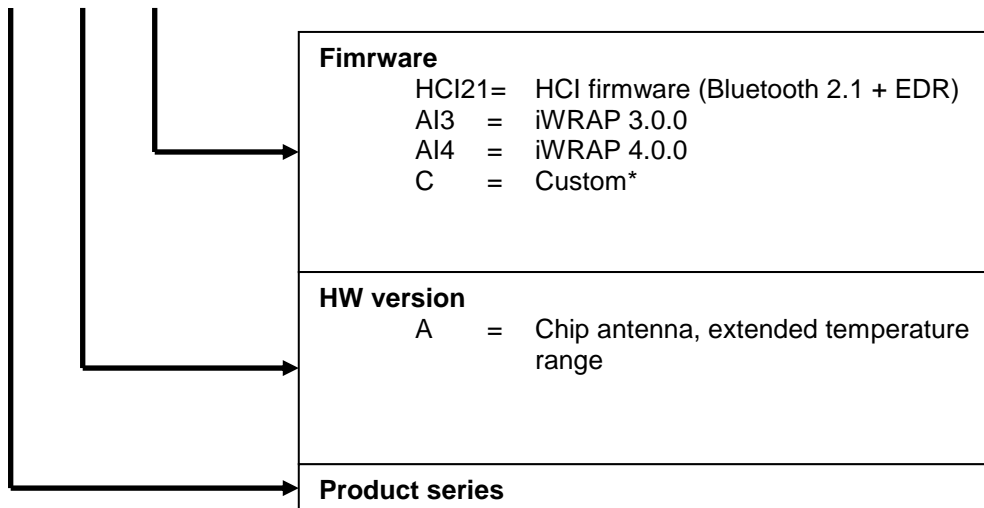 Fimrware
HCI21= HCI firmware (Bluetooth 2.1 + EDR)
AI3 = iWRAP 3.0.0
AI4 = iWRAP 4.0.0
C = Custom*
HW version
A = Chip antenna, extended temperature
range
Product series